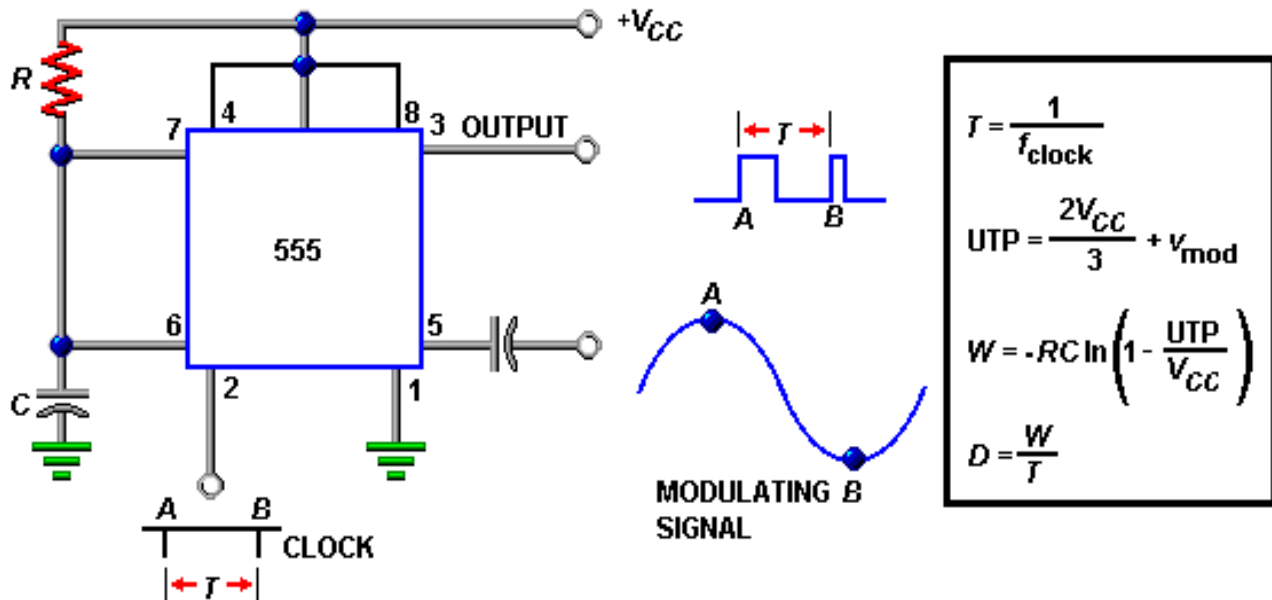 +VCC
R
4
8
7
3 OUTPUT
555
6
5
C
2
1
A B
CLOCK
T
T
A B
A
MODULATING B
SIGNAL
T = 1 / fclock
UTP = 2VCC / 3 + vmod
W = -RC ln (1 - UTP / VCC)
D = W / T